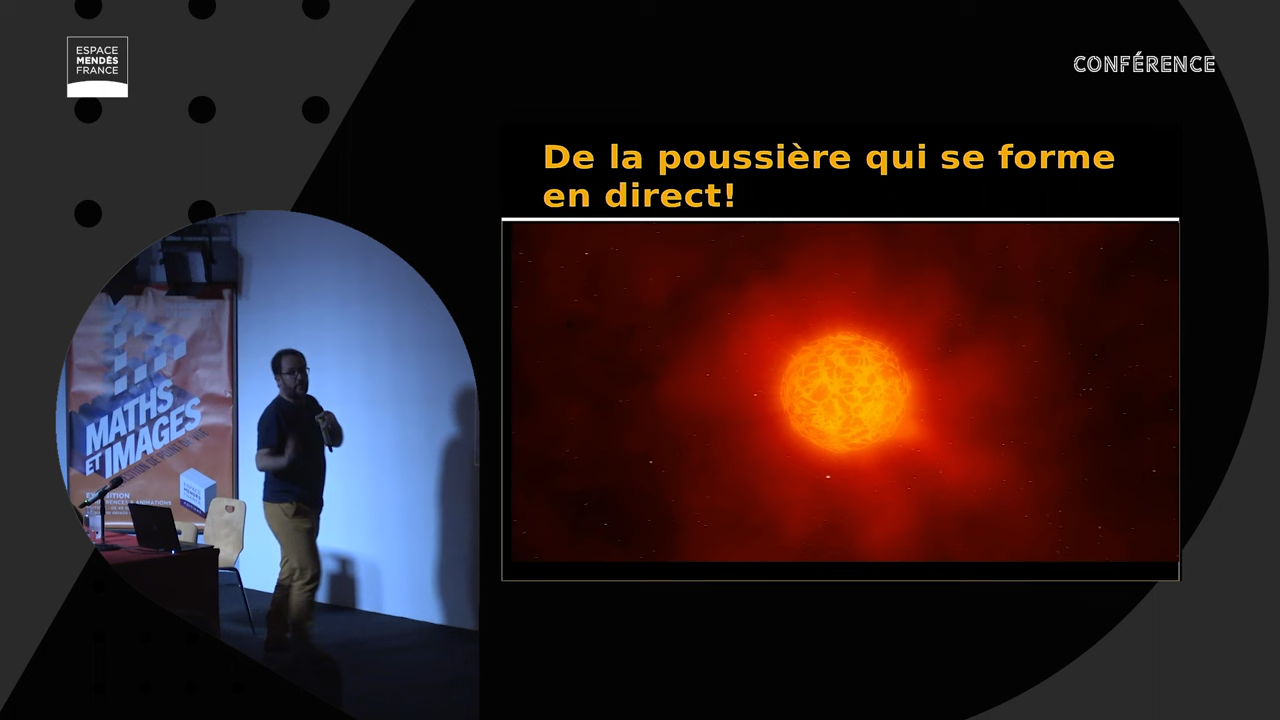 ESPACE
MENDÈS
FRANCE
CONFÉRENCE
De la poussière qui se forme
en direct!
MATHS
ET IMAGES